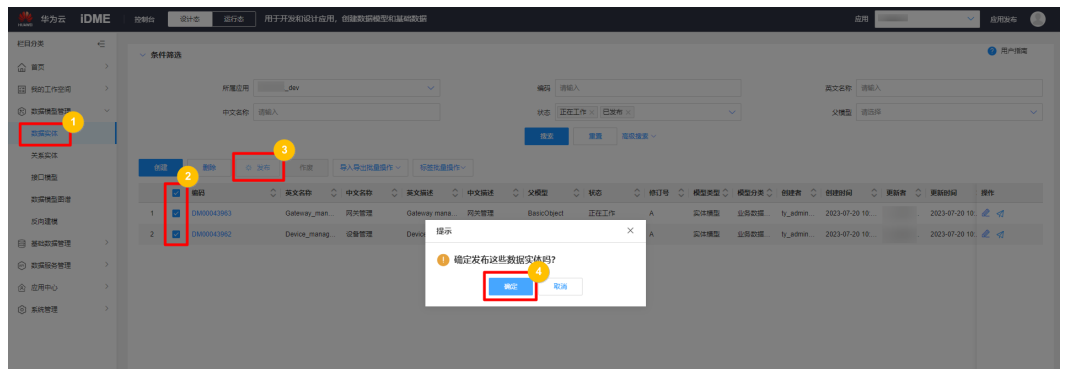 HUAWEI 华为云 iDME 控制台 设计态 运行态 用于开发和设计应用，创建数据模型和基础数据 应用 应用发布
栏目分类
首页
我的工作空间
数据模型管理
1
数据实体
关系实体
接口模型
数据模型图谱
反向建模
基础数据管理
数据服务管理
应用中心
系统管理
条件筛选 用户指南
所属应用 _dev 编码 请输入 英文名称 请输入
中文名称 请输入 状态 正在工作 × 已发布 × 父模型 请选择
搜索 重置 高级搜索
3
创建 删除 发布 作废 导入导出批量操作 标签批量操作
2
编码 英文名称 中文名称 英文描述 中文描述 父模型 状态 修订号 模型类型 模型分类 创建者 创建时间 更新者 更新时间 操作
1 DM00043963 Gateway_man... 网关管理 Gateway mana... 网关管理 BasicObject 正在工作 A 实体模型 业务数据... ty_admin... 2023-07-20 10:... 2023-07-20 10:
2 DM00043962 Device_manag... 设备管理 Device A 实体模型 业务数据... ty_admin... 2023-07-20 10:... 2023-07-20 10:
提示 ×
! 确定发布这些数据实体吗?
4
确定 取消